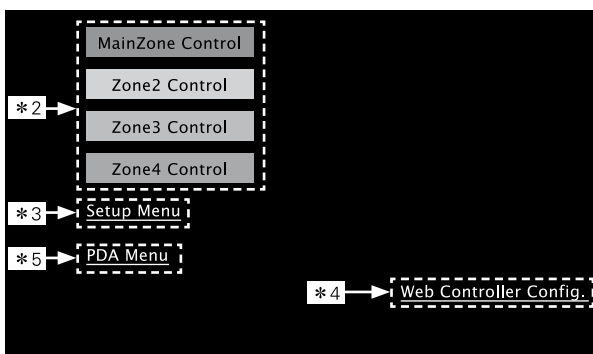 MainZone Control
Zone2 Control
*2
Zone3 Control
Zone4 Control
*3 Setup Menu
*5 PDA Menu
*4 Web Controller Config.